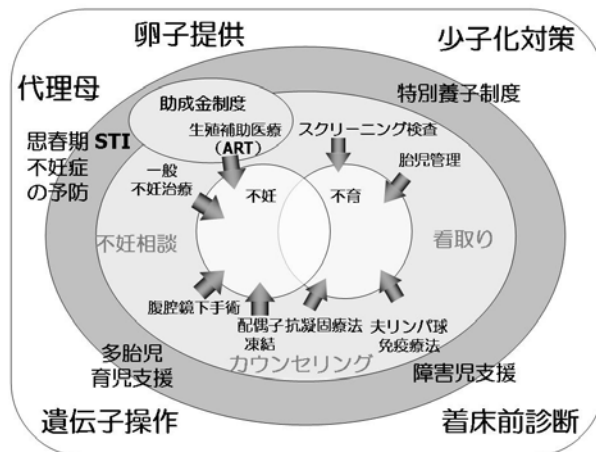 卵子提供
少子化対策
代理母
助成金制度
特別養子制度
生殖補助医療
（ART）
スクリーニング検査
思春期 STI
不妊症
の予防
一般
不妊治療
胎児管理
不妊
不育
不妊相談
看取り
腹腔鏡下手術
配偶子
凍結
抗凝固療法
夫リンパ球
免疫療法
カウンセリング
多胎児
育児支援
障害児支援
遺伝子操作
着床前診断